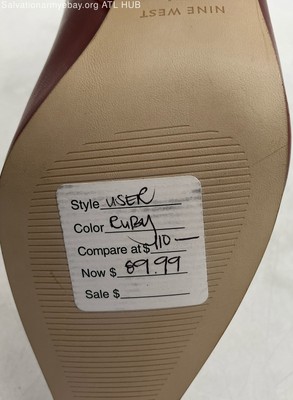 Salvationarmyebay.org ATL HUB
NINE WEST
Style USER
Color RUBY
Compare at $ 110
Now $ 89.99
Sale $